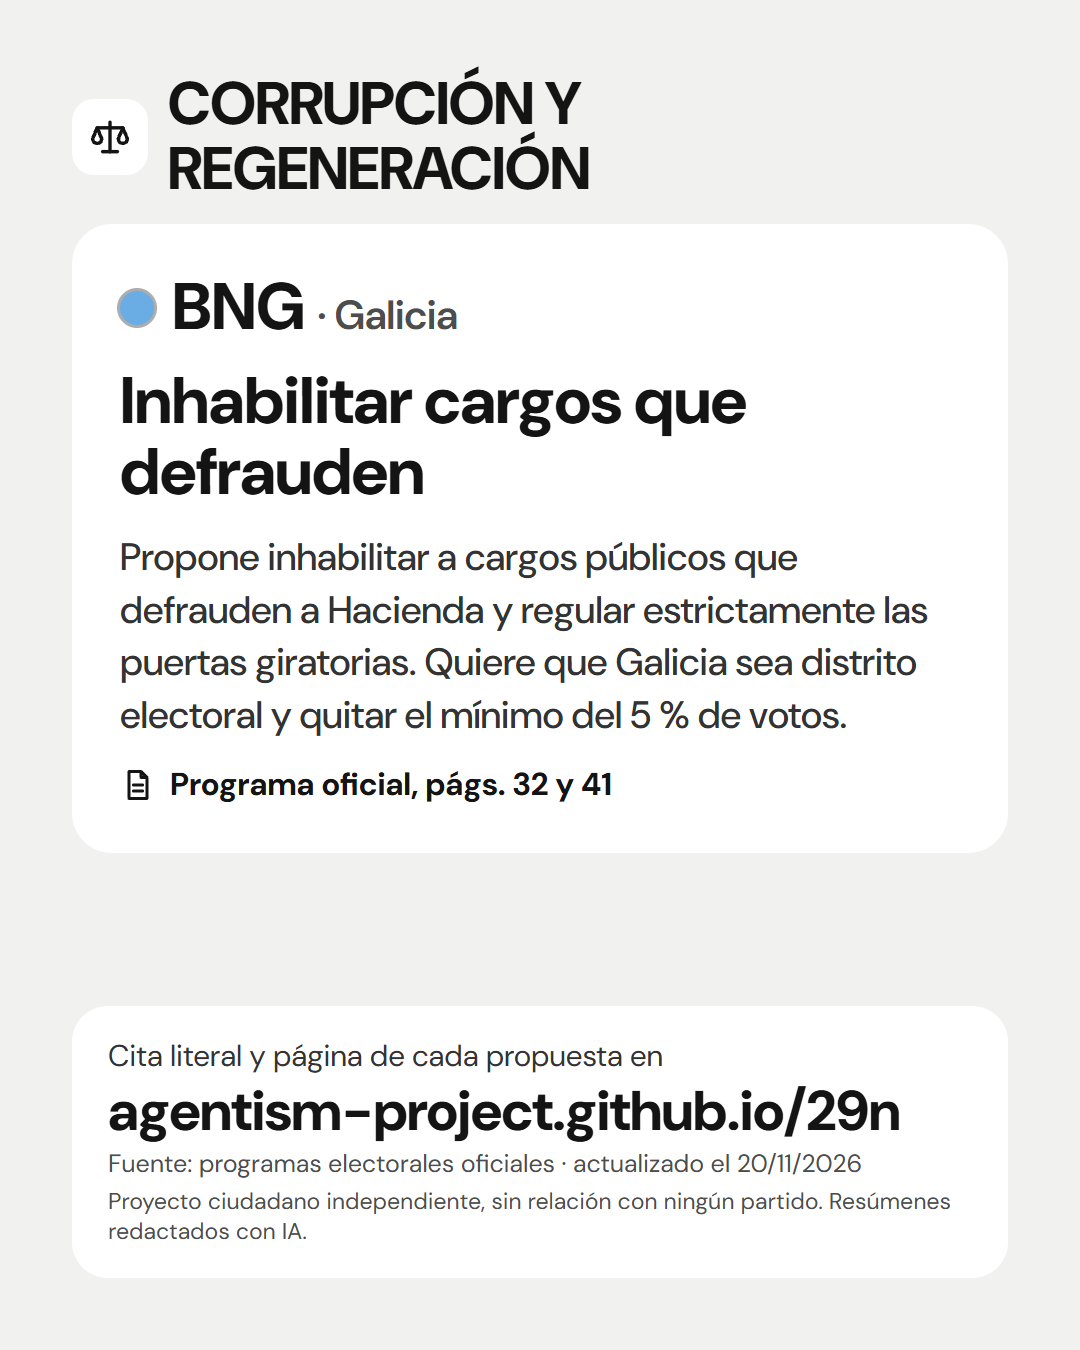 CORRUPCIÓN Y
REGENERACIÓN
BNG · Galicia
Inhabilitar cargos que
defrauden
Propone inhabilitar a cargos públicos que
defrauden a Hacienda y regular estrictamente las
puertas giratorias. Quiere que Galicia sea distrito
electoral y quitar el mínimo del 5 % de votos.
Programa oficial, págs. 32 y 41
Cita literal y página de cada propuesta en
agentism-project.github.io/29n
Fuente: programas electorales oficiales · actualizado el 20/11/2026
Proyecto ciudadano independiente, sin relación con ningún partido. Resúmenes
redactados con IA.